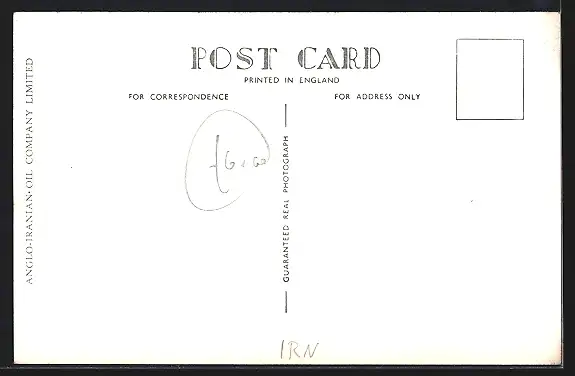 POST CARD
PRINTED IN ENGLAND
FOR CORRESPONDENCE
FOR ADDRESS ONLY
ANGLO-IRANIAN·OIL COMPANY LIMITED
GUARANTEED REAL PHOTOGRAPH
IRN